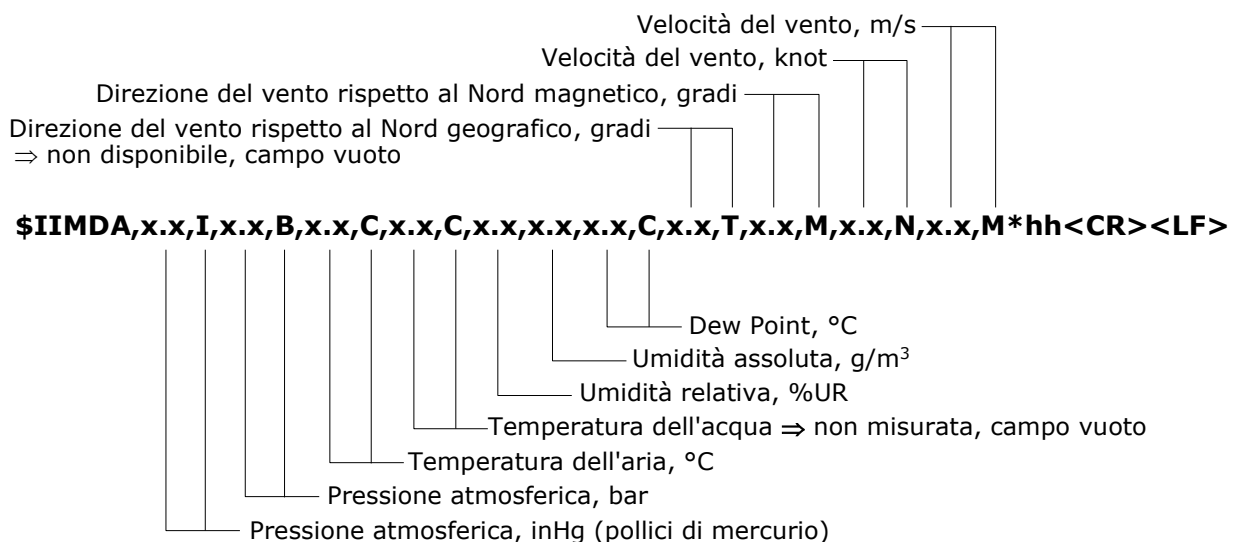 Velocità del vento, m/s
Velocità del vento, knot
Direzione del vento rispetto al Nord magnetico, gradi
Direzione del vento rispetto al Nord geografico, gradi
⇒ non disponibile, campo vuoto
$IIMDA,x.x,I,x.x,B,x.x,C,x.x,C,x.x,x.x,x.x,C,x.x,T,x.x,M,x.x,N,x.x,M*hh<CR><LF>
Dew Point, °C
Umidità assoluta, g/m³
Umidità relativa, %UR
Temperatura dell'acqua ⇒ non misurata, campo vuoto
Temperatura dell'aria, °C
Pressione atmosferica, bar
Pressione atmosferica, inHg (pollici di mercurio)